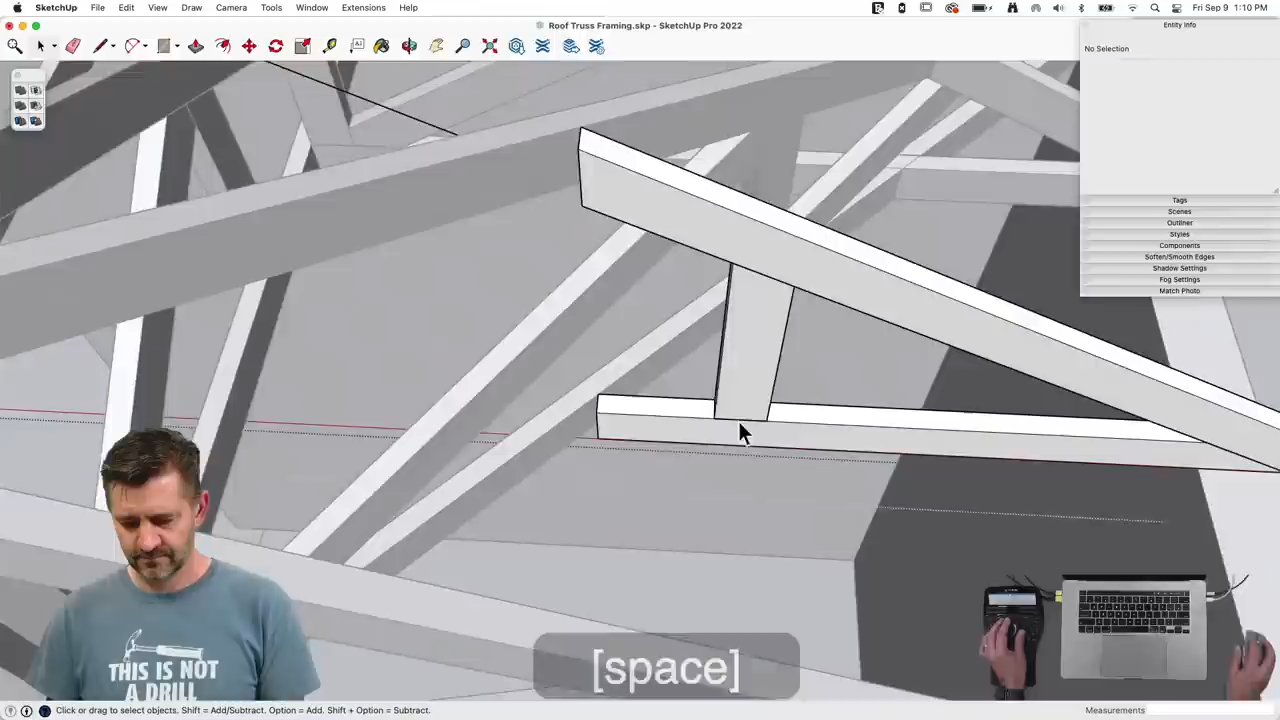 SketchUp File Edit View Draw Camera Tools Window Extensions Help Fri Sep 9 1:10 PM
Roof Truss Framing.skp - SketchUp Pro 2022
Entity Info
No Selection
Tags
Scenes
Outliner
Styles
Components
Soften/Smooth Edges
Shadow Settings
Fog Settings
Match Photo
THIS IS NOT
A DRILL
[space]
Click or drag to select objects. Shift = Add/Subtract. Option = Add. Shift + Option = Subtract.
Measurements